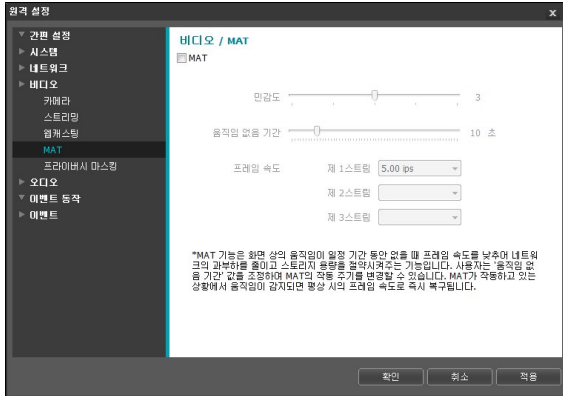 원격 설정
x
간편 설정
시스템
네트워크
비디오
카메라
스트리밍
웹캐스팅
MAT
프라이버시 마스킹
오디오
이벤트 동작
이벤트
비디오 / MAT
MAT
민감도 3
움직임 없음 기간 10 초
프레임 속도 제 1스트림 5.00 ips
제 2스트림
제 3스트림
*MAT 기능은 화면 상의 움직임이 일정 기간 동안 없을 때 프레임 속도를 낮추어 네트워
크의 과부하를 줄이고 스토리지 용량을 절약시켜주는 기능입니다. 사용자는 '움직임 없
음 기간' 값을 조정하여 MAT의 작동 주기를 변경할 수 있습니다. MAT가 작동하고 있는
상황에서 움직임이 감지되면 평상 시의 프레임 속도로 즉시 복구됩니다.
확인 취소 적용